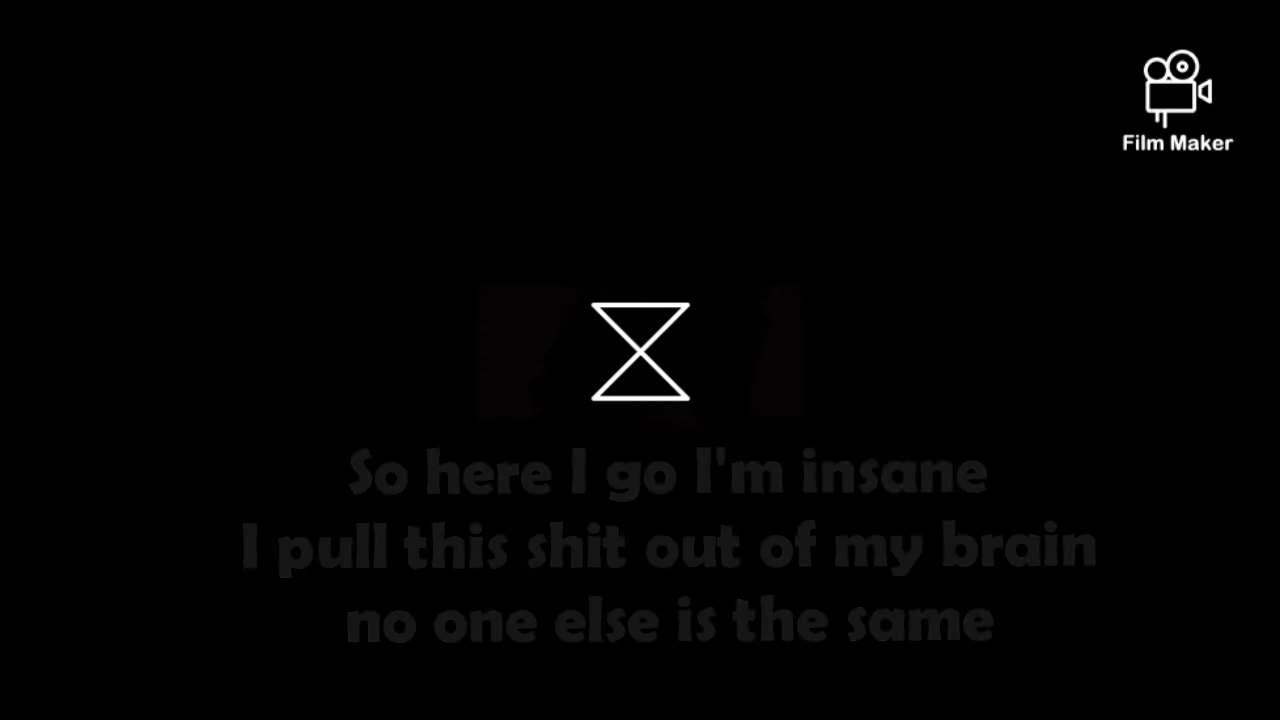 Film Maker
So here I go I'm insane
I pull this shit out of my brain
no one else is the same